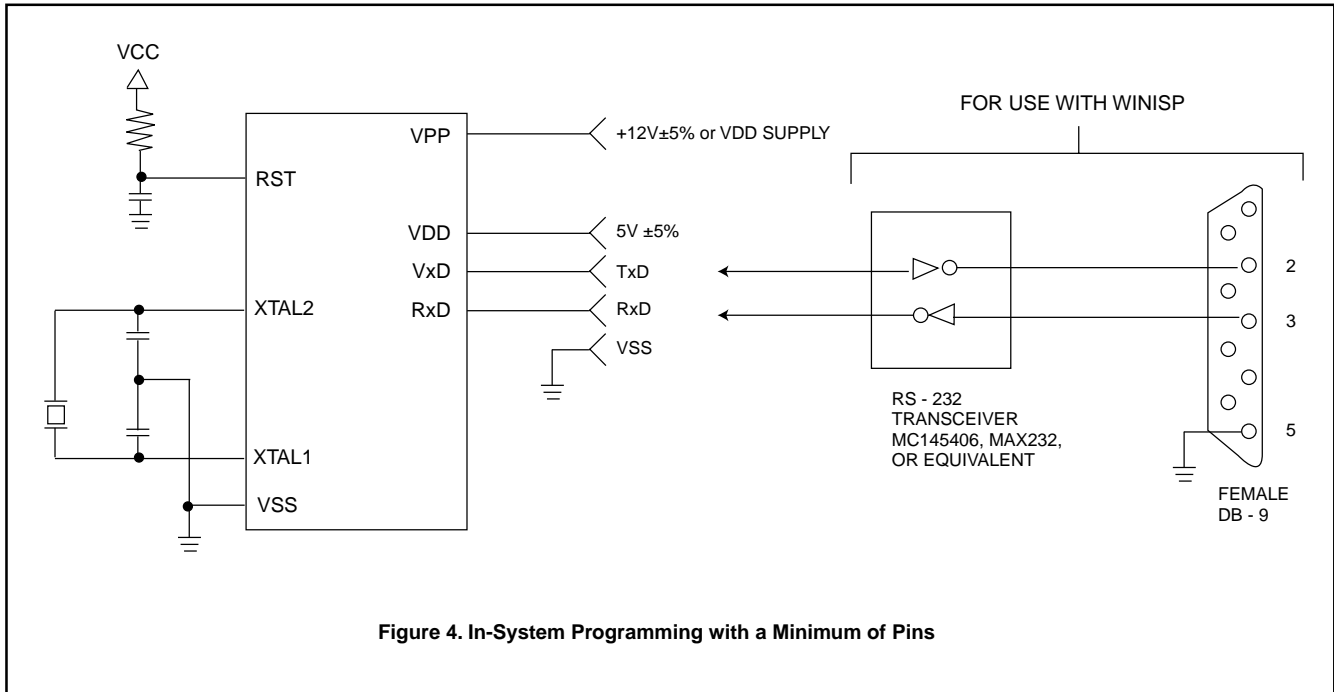 VCC
RST
XTAL2
XTAL1
VSS
VPP
VDD
VxD
RxD
+12V±5% or VDD SUPPLY
5V ±5%
TxD
RxD
VSS
FOR USE WITH WINISP
RS - 232
TRANSCEIVER
MC145406, MAX232,
OR EQUIVALENT
2
3
5
FEMALE
DB - 9
Figure 4. In-System Programming with a Minimum of Pins